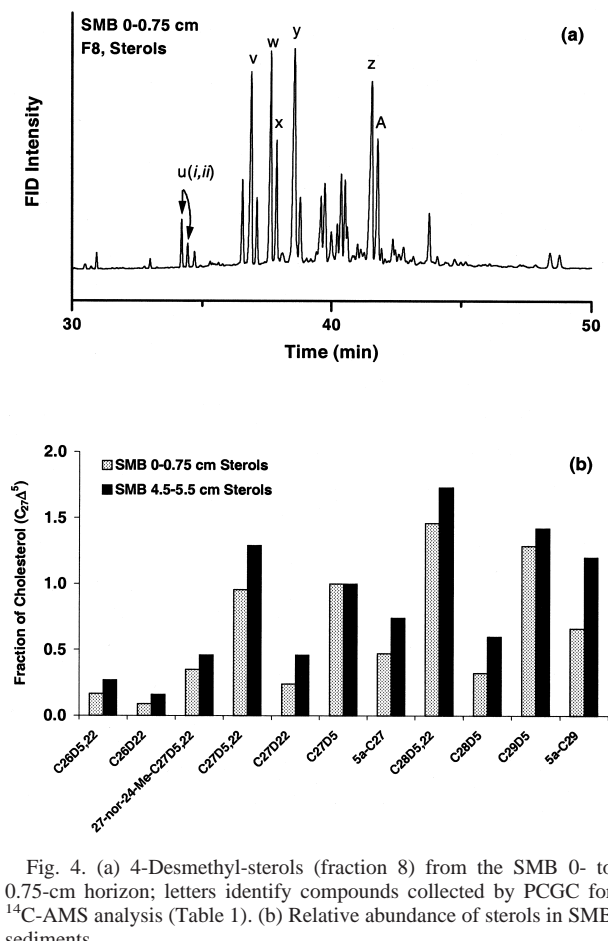 SMB 0-0.75 cm
F8, Sterols
(a)
y
w
v
z
x
A
u(i,ii)
FID Intensity
30
40
50
Time (min)
2.0
(b)
SMB 0-0.75 cm Sterols
SMB 4.5-5.5 cm Sterols
1.5
1.0
0.5
0.0
Fraction of Cholesterol (C27Δ5)
C26D5,22
C26D22
27-nor-24-Me-C27D5,22
C27D5,22
C27D22
C27D5
5a-C27
C28D5,22
C28D5
C29D5
5a-C29
Fig. 4. (a) 4-Desmethyl-sterols (fraction 8) from the SMB 0- to
0.75-cm horizon; letters identify compounds collected by PCGC for
14C-AMS analysis (Table 1). (b) Relative abundance of sterols in SMB
sediments